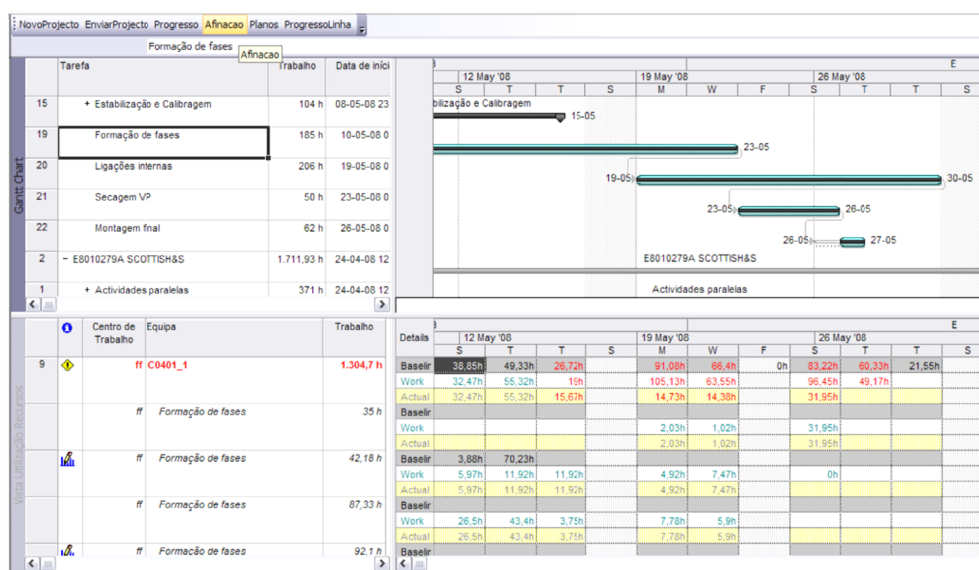 NovoProjecto EnviarProjecto Progresso Afinacao Planos ProgressoLinha
Formação de fases
Afinacao
Tarefa Trabalho Data de iníci
E
12 May '08 19 May '08 26 May '08
S T T S M W F S T T S
15 + Estabilização e Calibragem 104 h 08-05-08 23
bilização e Calibragem
15-05
19 Formação de fases 185 h 10-05-08 0
23-05
20 Ligações internas 206 h 19-05-08 0
19-05 30-05
21 Secagem VP 50 h 23-05-08 0
23-05 26-05
22 Montagem fnal 62 h 26-05-08 0
26-05 27-05
2 − E8010279A SCOTTISH&S 1.711,93 h 24-04-08 12
E8010279A SCOTTISH&S
1 + Actividades paralelas 371 h 24-04-08 12
Actividades paralelas
Gantt Chart
Centro de Trabalho Equipa Trabalho Details
E
12 May '08 19 May '08 26 May '08
S T T S M W F S T T S
9 ff C0401_1 1.304,7 h
Baselir 38,85h 49,33h 26,72h 91,08h 66,4h 0h 83,22h 60,33h 21,55h
Work 32,47h 55,32h 19h 105,13h 63,55h 96,45h 49,17h
Actual 32,47h 55,32h 15,67h 14,73h 14,38h 31,95h
ff Formação de fases 35 h
Baselir
Work 2,03h 1,02h 31,95h
Actual 2,03h 1,02h 31,95h
ff Formação de fases 42,18 h
Baselir 3,88h 70,23h
Work 5,97h 11,92h 11,92h 4,92h 7,47h 0h
Actual 5,97h 11,92h 11,92h 4,92h 7,47h
ff Formação de fases 87,33 h
Baselir
Work 26,5h 43,4h 3,75h 7,78h 5,9h
Actual 26,5h 43,4h 3,75h 7,78h 5,9h
ff Formação de fases 92,1 h
Baselir
Vista Utilização Recursos